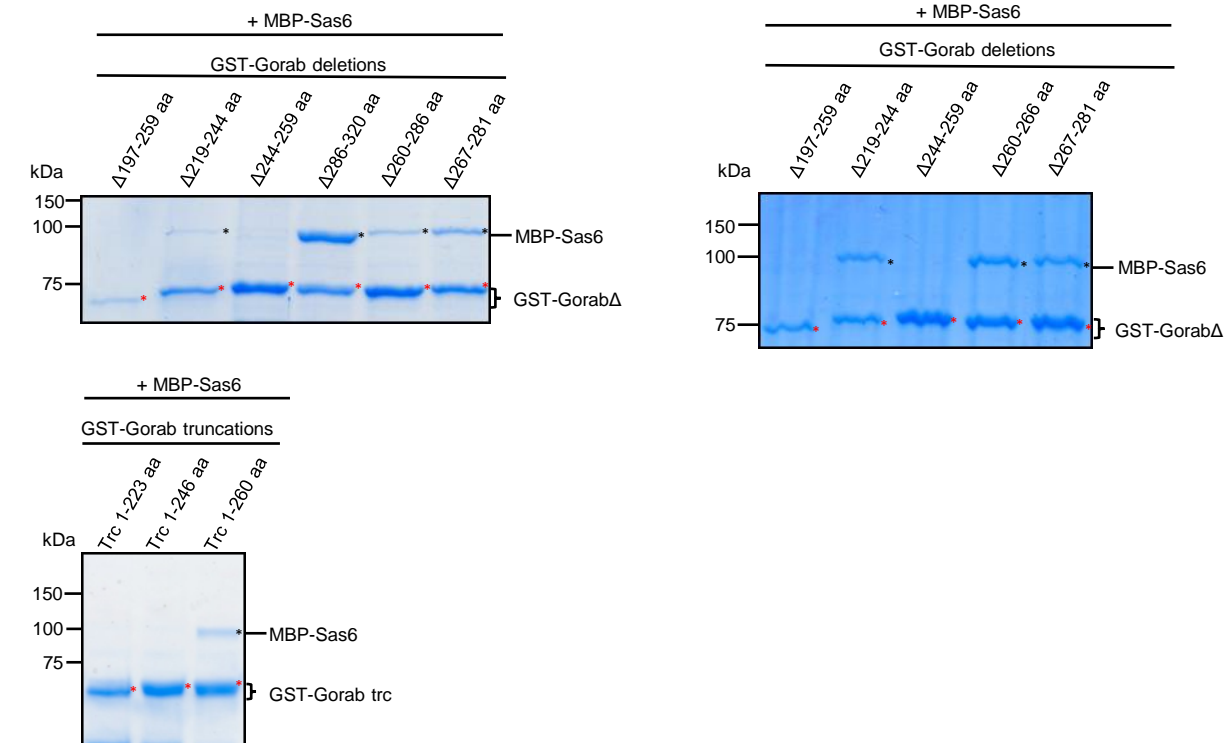 + MBP-Sas6
GST-Gorab deletions
Δ197-259 aa
Δ219-244 aa
Δ244-259 aa
Δ286-320 aa
Δ260-286 aa
Δ267-281 aa
kDa
150
100
75
* * * * * * * * * *
MBP-Sas6
GST-GorabΔ
+ MBP-Sas6
GST-Gorab deletions
Δ197-259 aa
Δ219-244 aa
Δ244-259 aa
Δ260-266 aa
Δ267-281 aa
kDa
150
100
75
* * * * * * * *
MBP-Sas6
GST-GorabΔ
+ MBP-Sas6
GST-Gorab truncations
Trc 1-223 aa
Trc 1-246 aa
Trc 1-260 aa
kDa
150
100
75
* * * *
MBP-Sas6
GST-Gorab trc